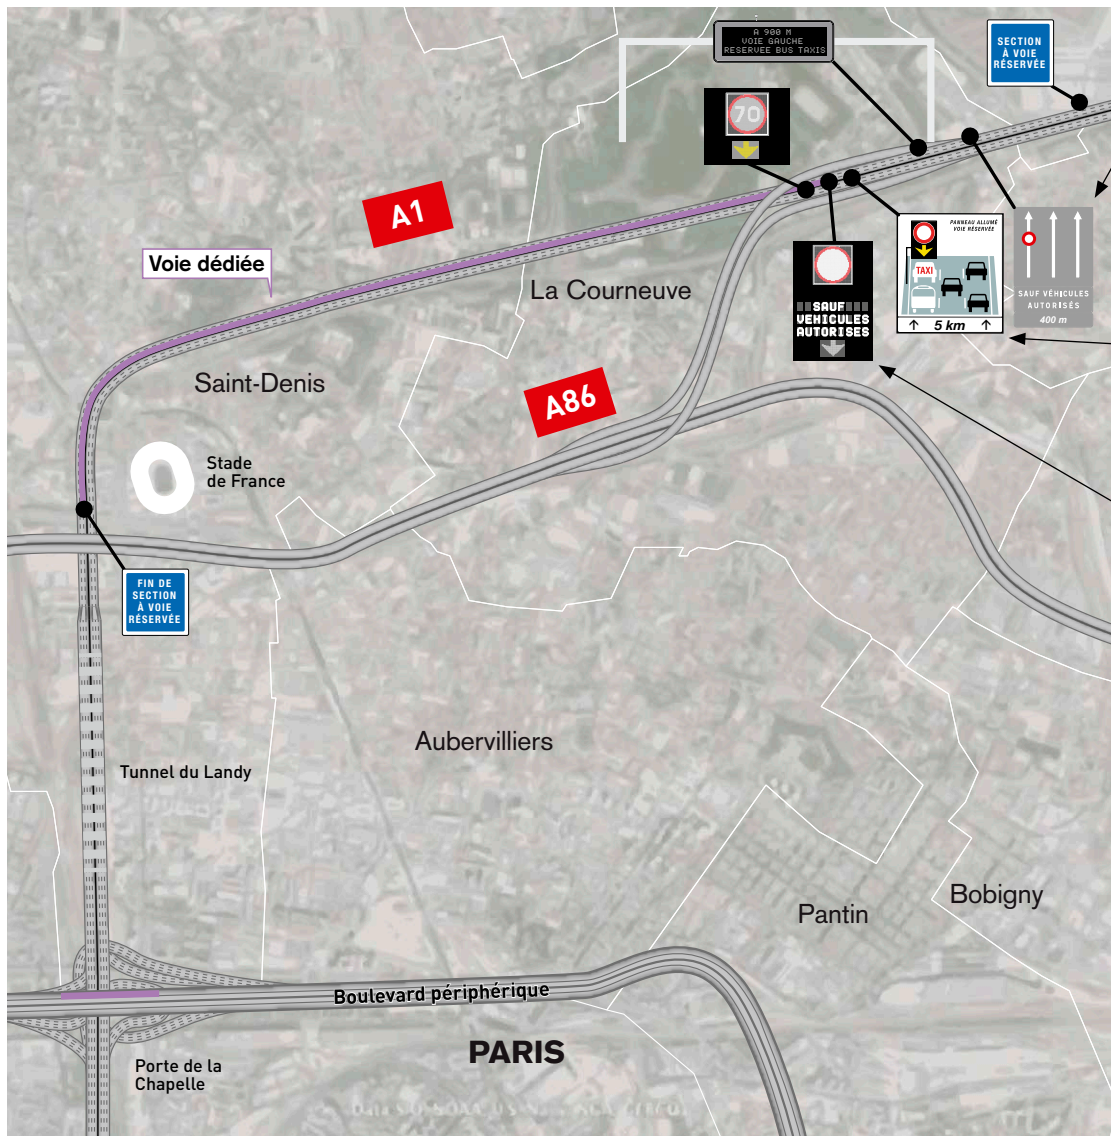 A 900 M
VOIE GAUCHE
RESERVEE BUS TAXIS
SECTION
À VOIE
RÉSERVÉE
70
A1
Voie dédiée
La Courneuve
SAUF
VEHICULES
AUTORISES
PANNEAU ALLUMÉ
VOIE RÉSERVÉE
TAXI
5 km
SAUF VÉHICULES
AUTORISÉS
400 m
Saint-Denis
A86
Stade
de France
FIN DE
SECTION
À VOIE
RÉSERVÉE
Aubervilliers
Tunnel du Landy
Bobigny
Pantin
Boulevard périphérique
PARIS
Porte de la
Chapelle